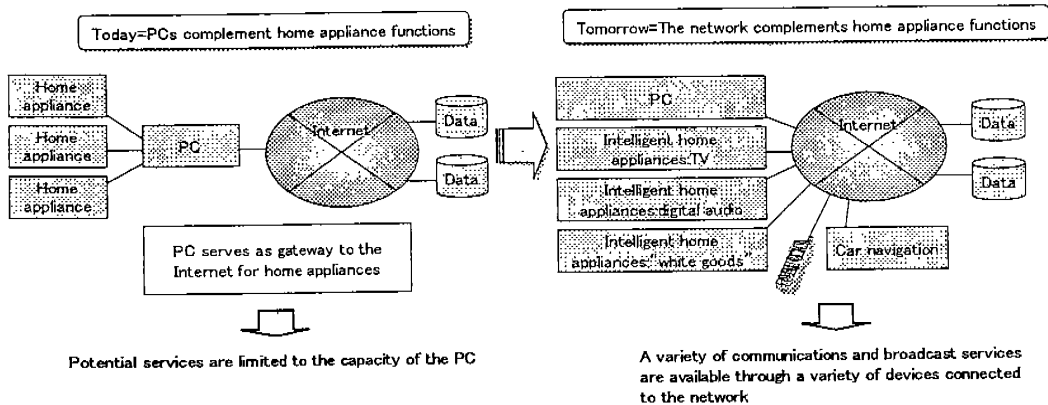 Today=PCs complement home appliance functions
Home
appliance
Home
appliance
Home
appliance
PC
Internet
Data
Data
PC serves as gateway to the
Internet for home appliances
Potential services are limited to the capacity of the PC
Tomorrow=The network complements home appliance functions
PC
Intelligent home
appliances:TV
Intelligent home
appliances:digital audio
Intelligent home
appliances:"white goods"
Internet
Data
Data
Car navigation
A variety of communications and broadcast services
are available through a variety of devices connected
to the network